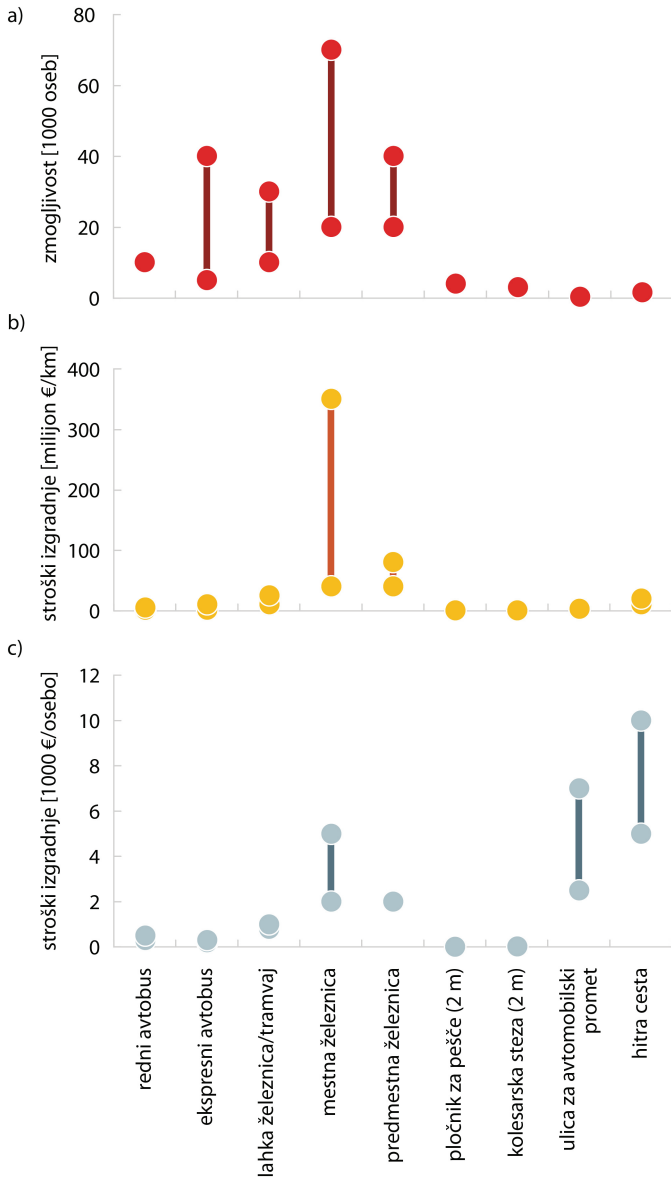 a)
zmogljivost [1000 oseb]
80
60
40
20
0
b)
stroški izgradnje [milijon €/km]
400
300
200
100
0
c)
stroški izgradnje [1000 €/osebo]
12
10
8
6
4
2
0
redni avtobus
ekspresni avtobus
lahka železnica/tramvaj
mestna železnica
predmestna železnica
pločnik za pešče (2 m)
kolesarska steza (2 m)
ulica za avtomobilski
promet
hitra cesta